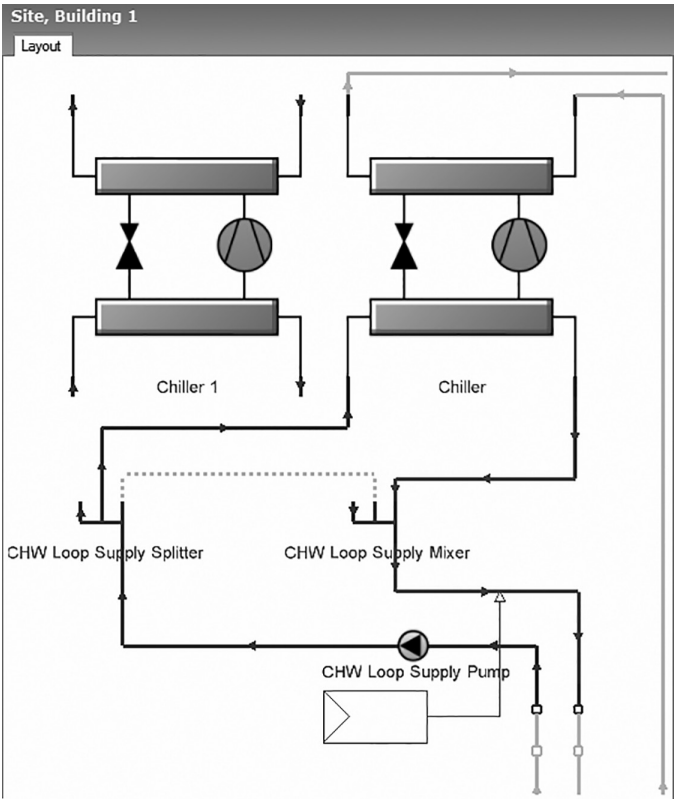 Site, Building 1
Layout
Chiller 1
Chiller
CHW Loop Supply Splitter
CHW Loop Supply Mixer
CHW Loop Supply Pump